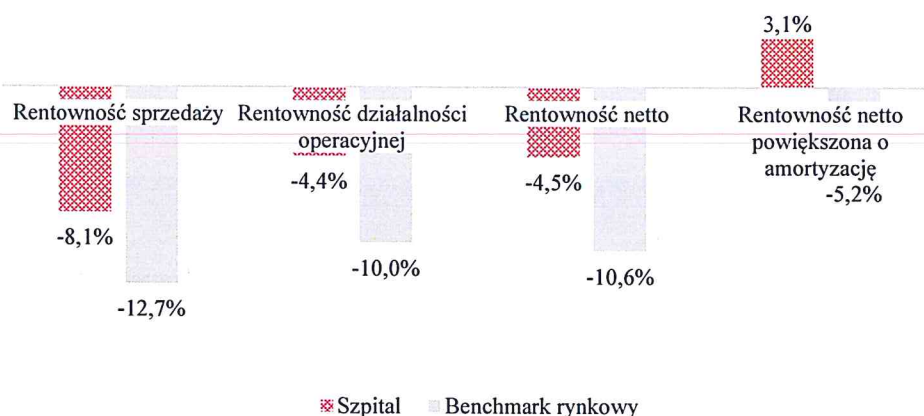 3,1%
Rentowność sprzedaży
Rentowność działalności
operacyjnej
Rentowność netto
Rentowność netto
powiększona o
amortyzację
-8,1%
-12,7%
-4,4%
-10,0%
-4,5%
-10,6%
-5,2%
Szpital
Benchmark rynkowy